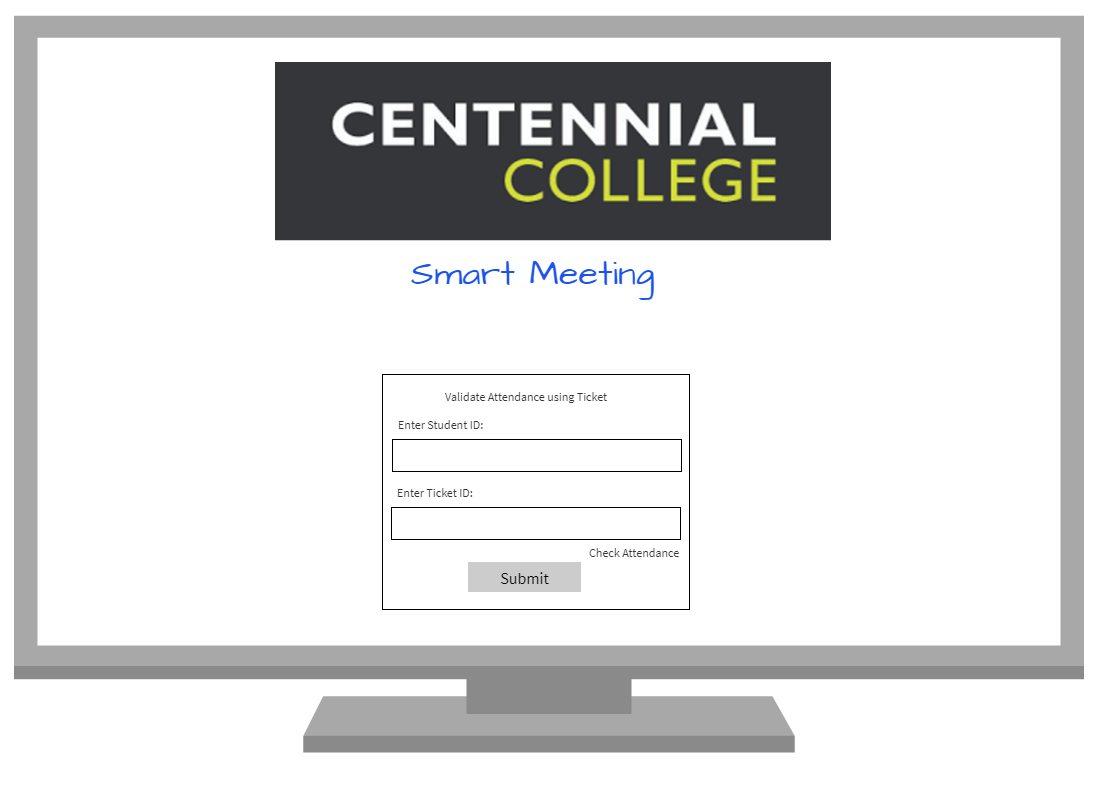 CENTENNIAL
COLLEGE
Smart Meeting
Validate Attendance using Ticket
Enter Student ID:
Enter Ticket ID:
Check Attendance
Submit